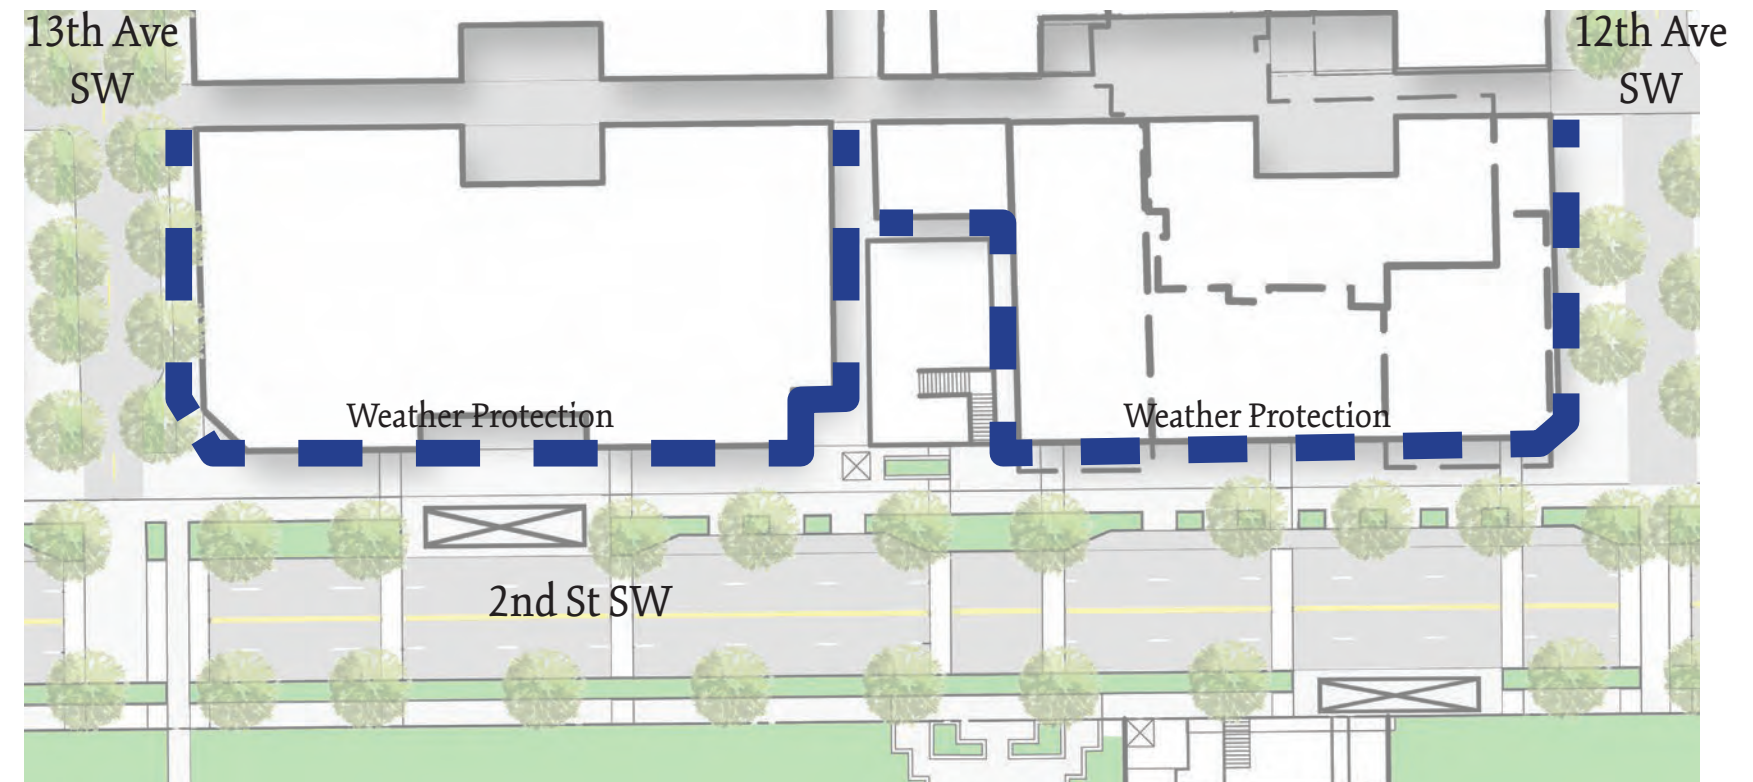 13th Ave
SW
12th Ave
SW
Weather Protection
Weather Protection
2nd St SW